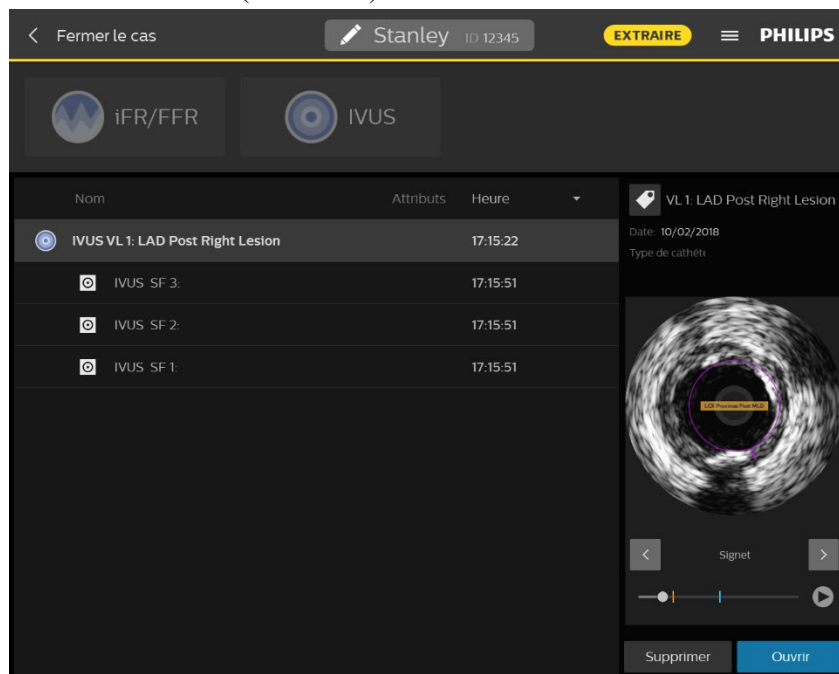 Fermer le cas
Stanley ID 12345
EXTRAIRE
PHILIPS
iFR/FFR
IVUS
Nom Attributs Heure
IVUS VL 1: LAD Post Right Lesion 17:15:22
IVUS SF 3: 17:15:51
IVUS SF 2: 17:15:51
IVUS SF 1: 17:15:51
VL 1: LAD Post Right Lesion
Date: 10/02/2018
Type de cathéte
Signet
Supprimer
Ouvrir